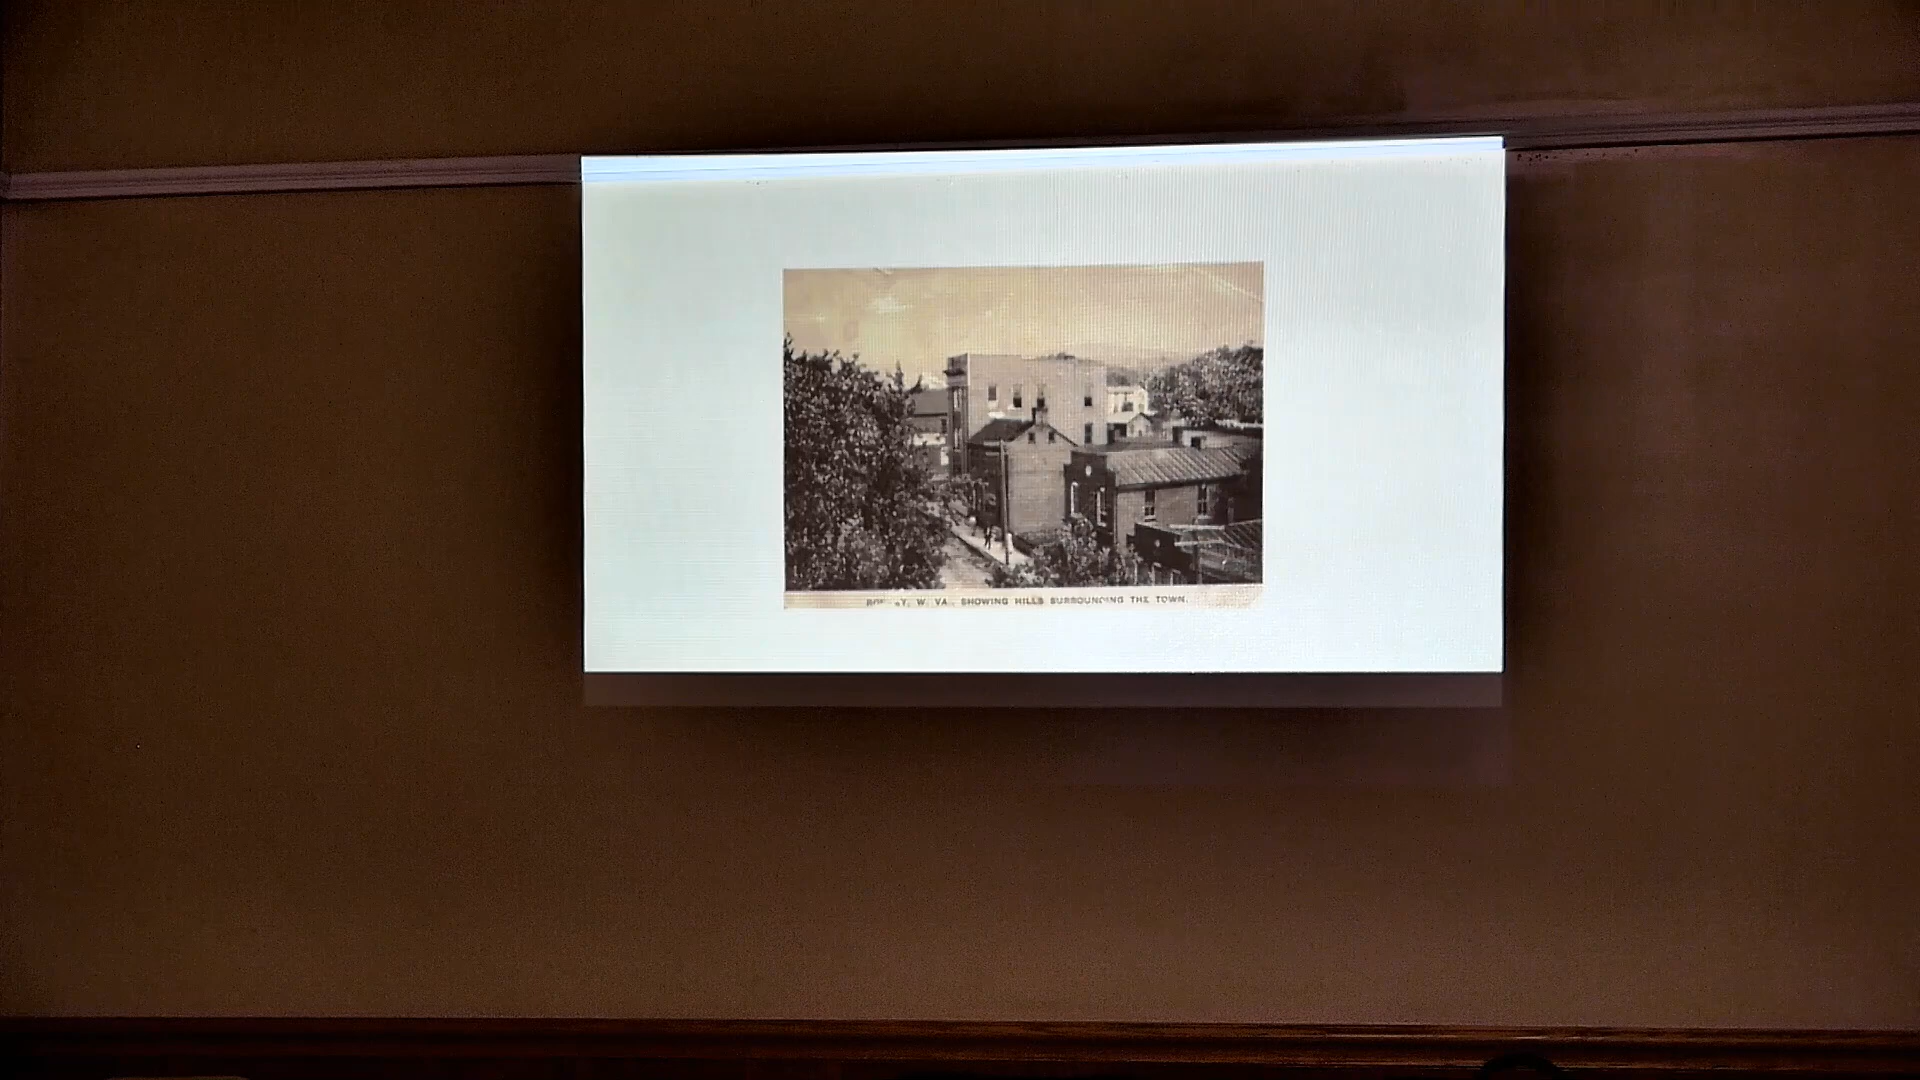 W. VA., SHOWING HILLS SURROUNDING THE TOWN.